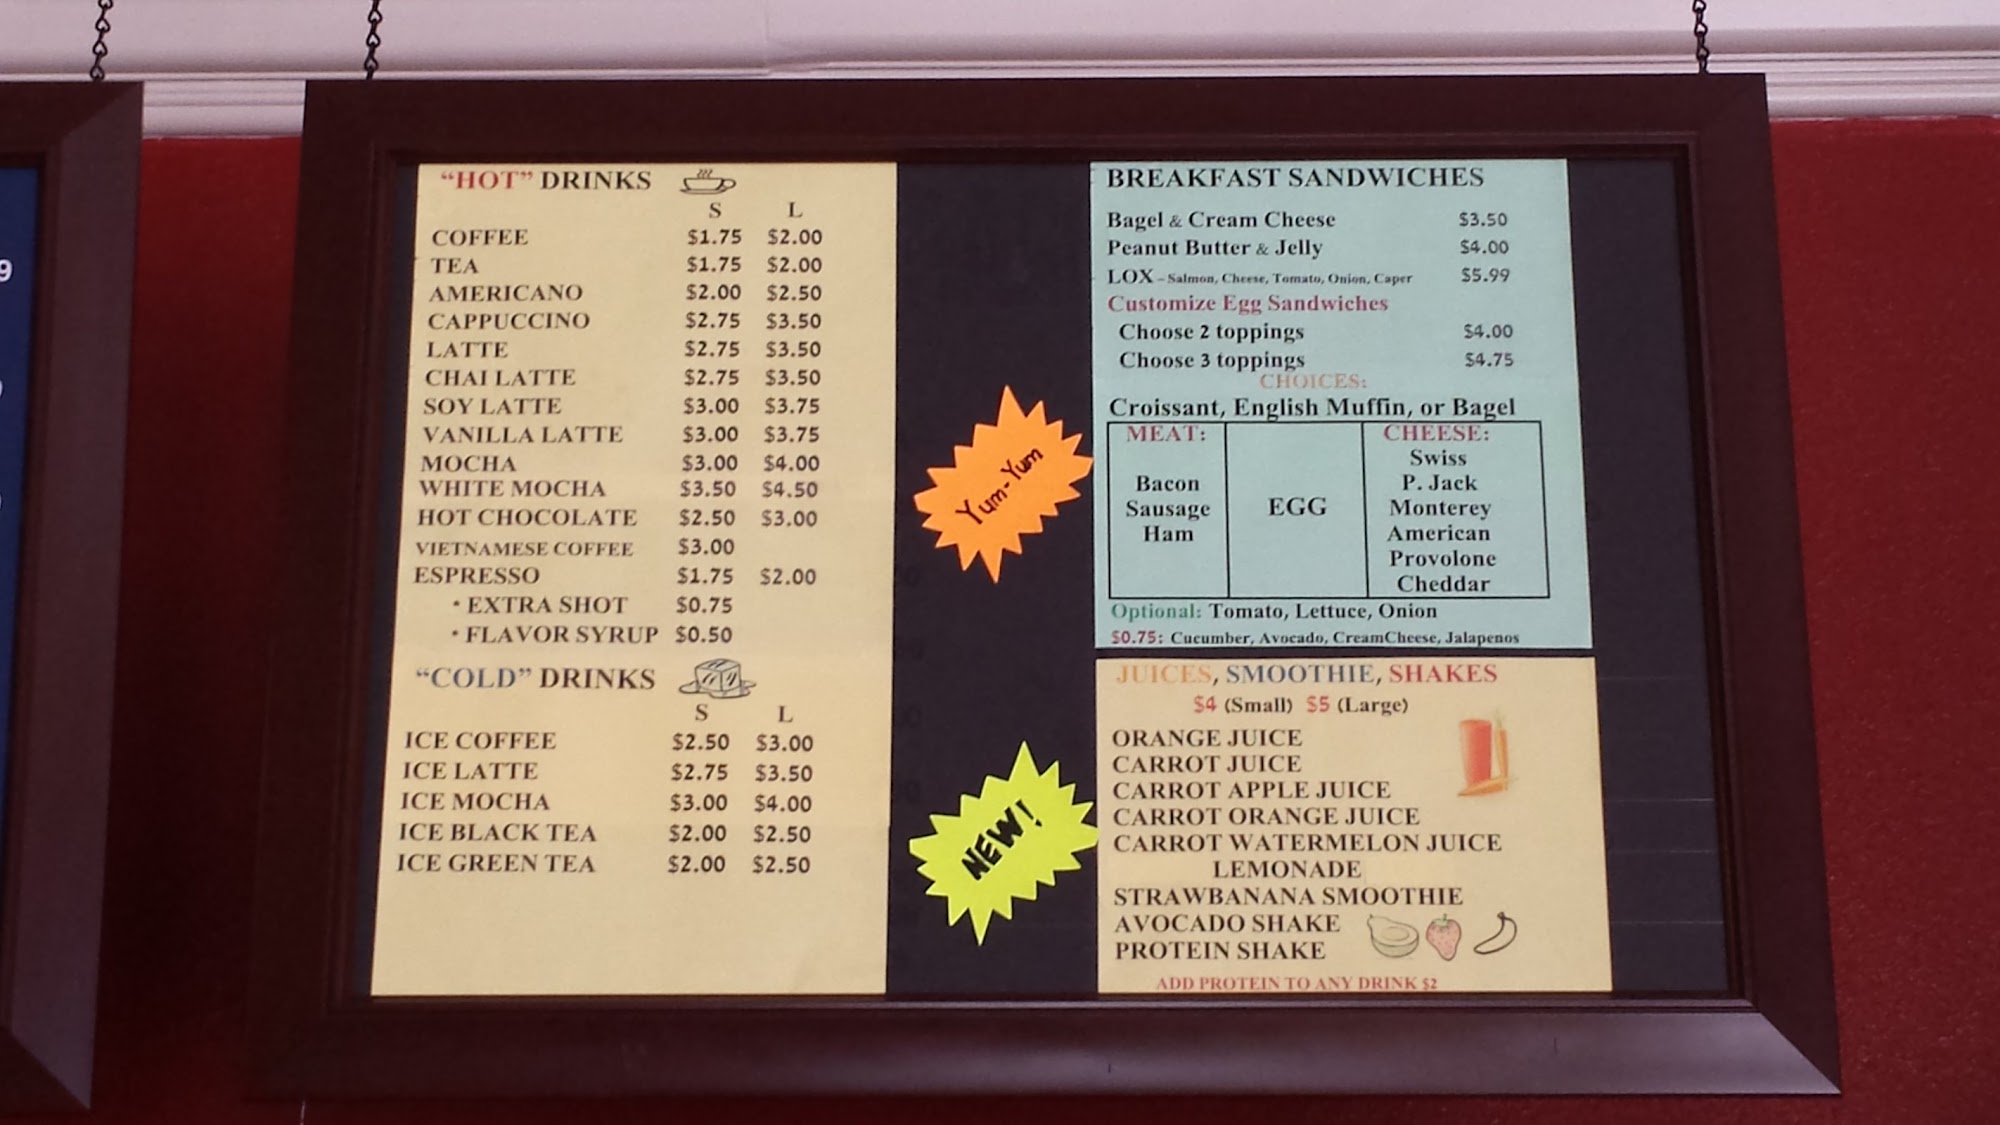 "HOT" DRINKS
S L
COFFEE $1.75 $2.00
TEA $1.75 $2.00
AMERICANO $2.00 $2.50
CAPPUCCINO $2.75 $3.50
LATTE $2.75 $3.50
CHAI LATTE $2.75 $3.50
SOY LATTE $3.00 $3.75
VANILLA LATTE $3.00 $3.75
MOCHA $3.00 $4.00
WHITE MOCHA $3.50 $4.50
HOT CHOCOLATE $2.50 $3.00
VIETNAMESE COFFEE $3.00
ESPRESSO $1.75 $2.00
• EXTRA SHOT $0.75
• FLAVOR SYRUP $0.50
"COLD" DRINKS
S L
ICE COFFEE $2.50 $3.00
ICE LATTE $2.75 $3.50
ICE MOCHA $3.00 $4.00
ICE BLACK TEA $2.00 $2.50
ICE GREEN TEA $2.00 $2.50
Yum-Yum
NEW!
BREAKFAST SANDWICHES
Bagel & Cream Cheese $3.50
Peanut Butter & Jelly $4.00
LOX – Salmon, Cheese, Tomato, Onion, Caper $5.99
Customize Egg Sandwiches
Choose 2 toppings $4.00
Choose 3 toppings $4.75
CHOICES:
Croissant, English Muffin, or Bagel
MEAT:
Bacon
Sausage
Ham
EGG
CHEESE:
Swiss
P. Jack
Monterey
American
Provolone
Cheddar
Optional: Tomato, Lettuce, Onion
$0.75: Cucumber, Avocado, CreamCheese, Jalapenos
JUICES, SMOOTHIE, SHAKES
$4 (Small) $5 (Large)
ORANGE JUICE
CARROT JUICE
CARROT APPLE JUICE
CARROT ORANGE JUICE
CARROT WATERMELON JUICE
LEMONADE
STRAWBANANA SMOOTHIE
AVOCADO SHAKE
PROTEIN SHAKE
ADD PROTEIN TO ANY DRINK $2